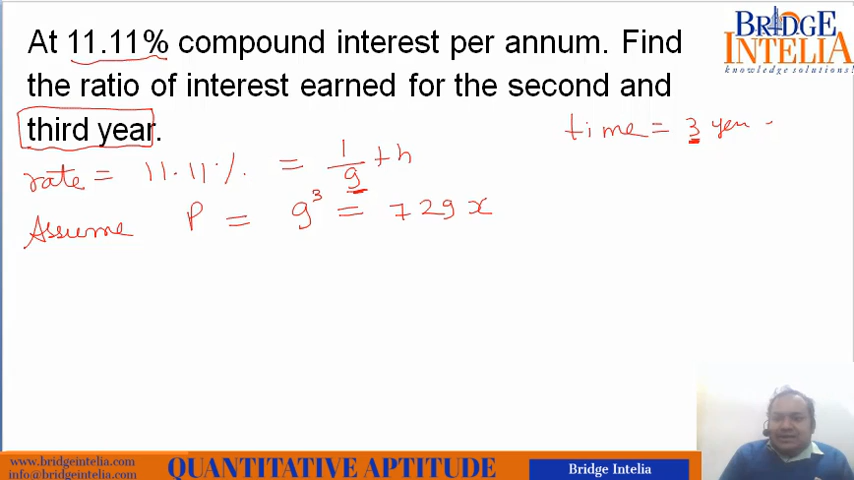 At 11.11% compound interest per annum. Find
the ratio of interest earned for the second and
third year.
BRIDGE
INTELIA
knowledge solutions!
time = 3 year
rate = 11.11% = 1/9 th
Assume P = 9³ = 729x
www.bridgeintelia.com
info@bridgeintelia.com
QUANTITATIVE APTITUDE
Bridge Intelia